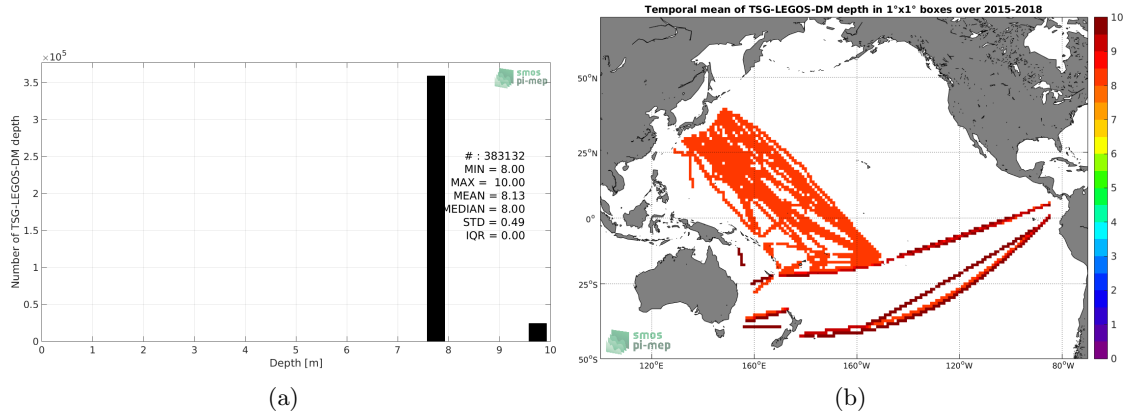 ×10⁵
3.5
3
2.5
2
1.5
1
0.5
0
0 1 2 3 4 5 6 7 8 9 10
Number of TSG-LEGOS-DM depth
Depth [m]
smos
pi-mep
# : 383132
MIN = 8.00
MAX = 10.00
MEAN = 8.13
MEDIAN = 8.00
STD = 0.49
IQR = 0.00
(a)
Temporal mean of TSG-LEGOS-DM depth in 1°x1° boxes over 2015-2018
50°N
25°N
0°
25°S
50°S
120°E 160°E 160°W 120°W 80°W
smos
pi-mep
10
9
8
7
6
5
4
3
2
1
0
(b)